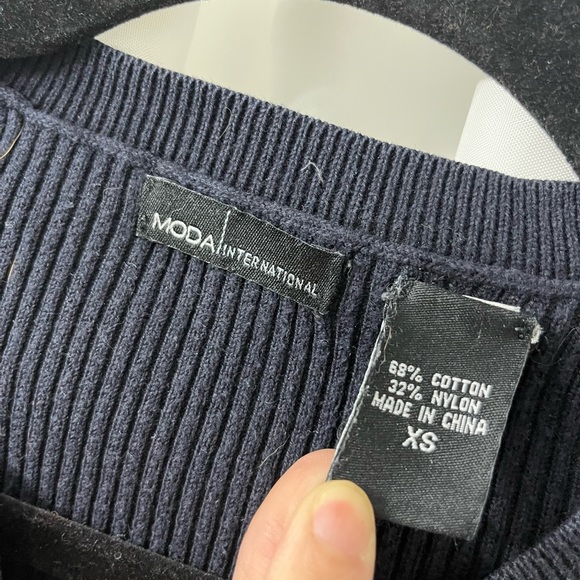 MODA INTERNATIONAL
68% COTTON
32% NYLON
MADE IN CHINA
XS